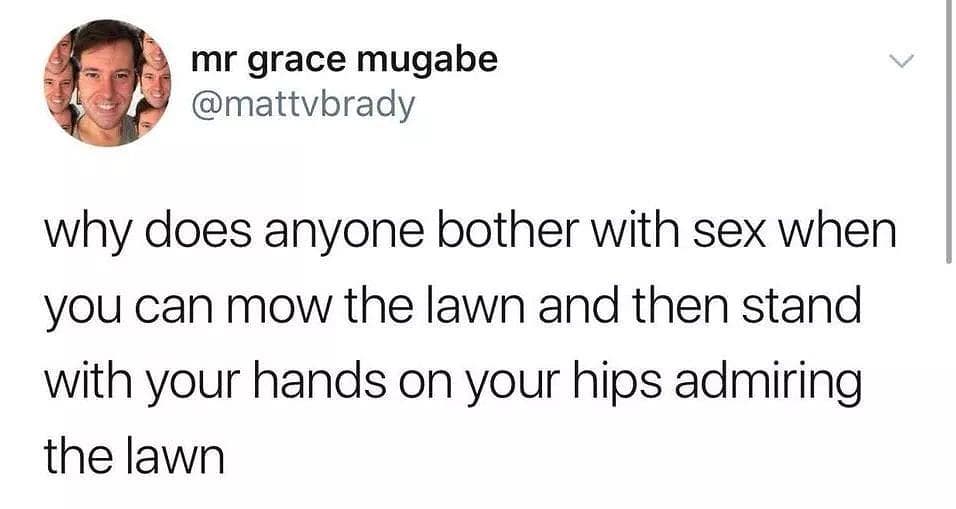 mr grace mugabe
@mattvbrady
why does anyone bother with sex when
you can mow the lawn and then stand
with your hands on your hips admiring
the lawn